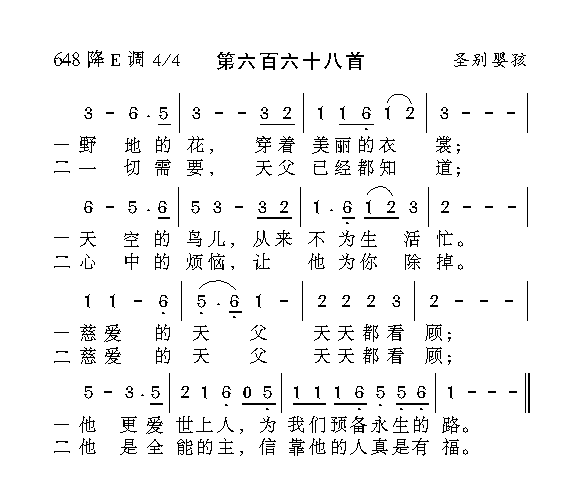 648 降 E 调 4/4 第六百六十八首 圣别婴孩
3 - 6 . 5 | 3 - - 3 2 | 1 1 6 1 2 | 3 - - - |
一野 地 的 花， 穿着 美丽的衣 裳；
二一 切 需 要， 天父 已经都知 道；
6 - 5 . 6 | 5 3 - 3 2 | 1 . 6 1 2 3 | 2 - - - |
一天 空 的 鸟儿，从来 不 为生 活 忙。
二心 中 的 烦恼，让 他 为你 除 掉。
1 1 - 6 | 5 . 6 1 - | 2 2 2 3 | 2 - - - |
一慈爱 的 天 父 天天都看 顾；
二慈爱 的 天 父 天天都看 顾；
5 - 3 . 5 | 2 1 6 0 5 | 1 1 1 6 5 5 6 | 1 - - - ‖
一他 更爱 世上人，为 我们预备永生的 路。
二他 是全 能的主，信 靠他的人真是有 福。